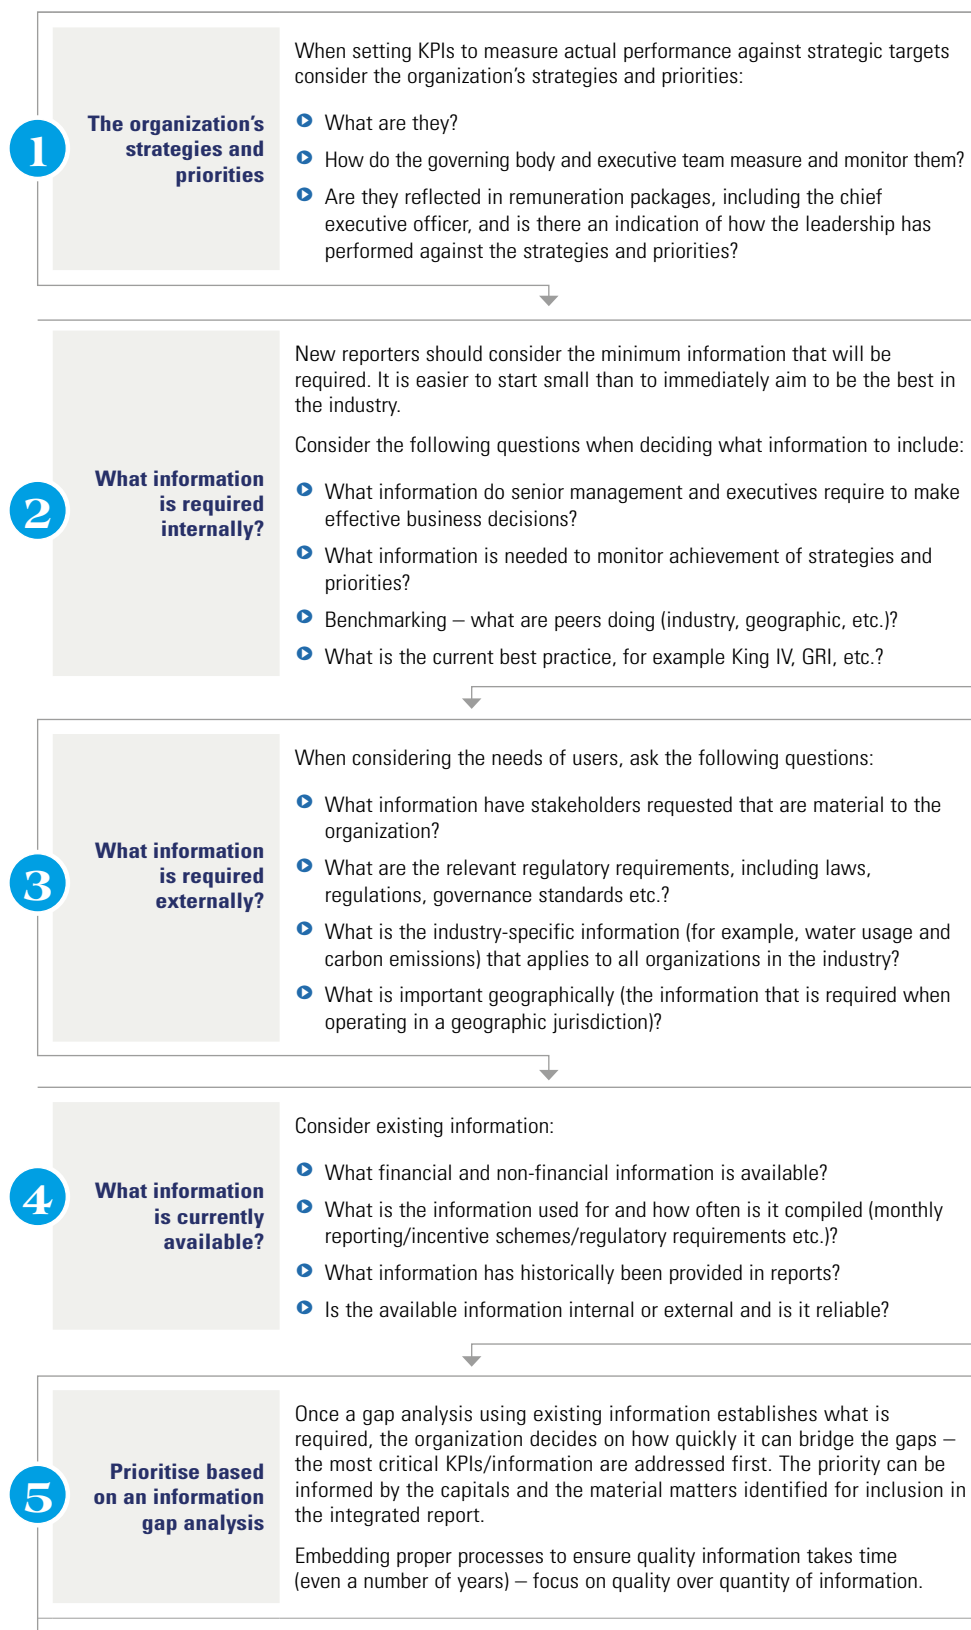 When setting KPIs to measure actual performance against strategic targets
consider the organization's strategies and priorities:
1
The organization's
strategies and
priorities
What are they?
How do the governing body and executive team measure and monitor them?
Are they reflected in remuneration packages, including the chief
executive officer, and is there an indication of how the leadership has
performed against the strategies and priorities?
New reporters should consider the minimum information that will be
required. It is easier to start small than to immediately aim to be the best in
the industry.
Consider the following questions when deciding what information to include:
2
What information
is required
internally?
What information do senior management and executives require to make
effective business decisions?
What information is needed to monitor achievement of strategies and
priorities?
Benchmarking – what are peers doing (industry, geographic, etc.)?
What is the current best practice, for example King IV, GRI, etc.?
When considering the needs of users, ask the following questions:
3
What information
is required
externally?
What information have stakeholders requested that are material to the
organization?
What are the relevant regulatory requirements, including laws,
regulations, governance standards etc.?
What is the industry-specific information (for example, water usage and
carbon emissions) that applies to all organizations in the industry?
What is important geographically (the information that is required when
operating in a geographic jurisdiction)?
Consider existing information:
4
What information
is currently
available?
What financial and non-financial information is available?
What is the information used for and how often is it compiled (monthly
reporting/incentive schemes/regulatory requirements etc.)?
What information has historically been provided in reports?
Is the available information internal or external and is it reliable?
5
Prioritise based
on an information
gap analysis
Once a gap analysis using existing information establishes what is
required, the organization decides on how quickly it can bridge the gaps –
the most critical KPIs/information are addressed first. The priority can be
informed by the capitals and the material matters identified for inclusion in
the integrated report.
Embedding proper processes to ensure quality information takes time
(even a number of years) – focus on quality over quantity of information.